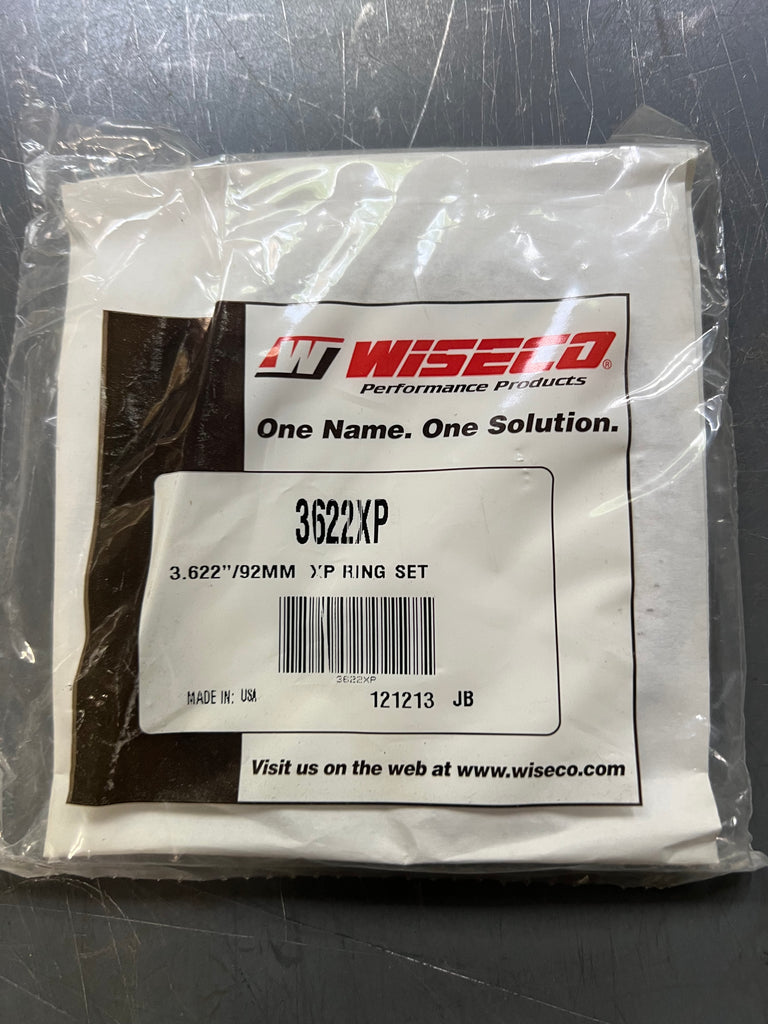 W WISECO®
Performance Products
One Name. One Solution.
3622XP
3.622"/92MM XP RING SET
3622XP
MADE IN: USA 121213 JB
Visit us on the web at www.wiseco.com